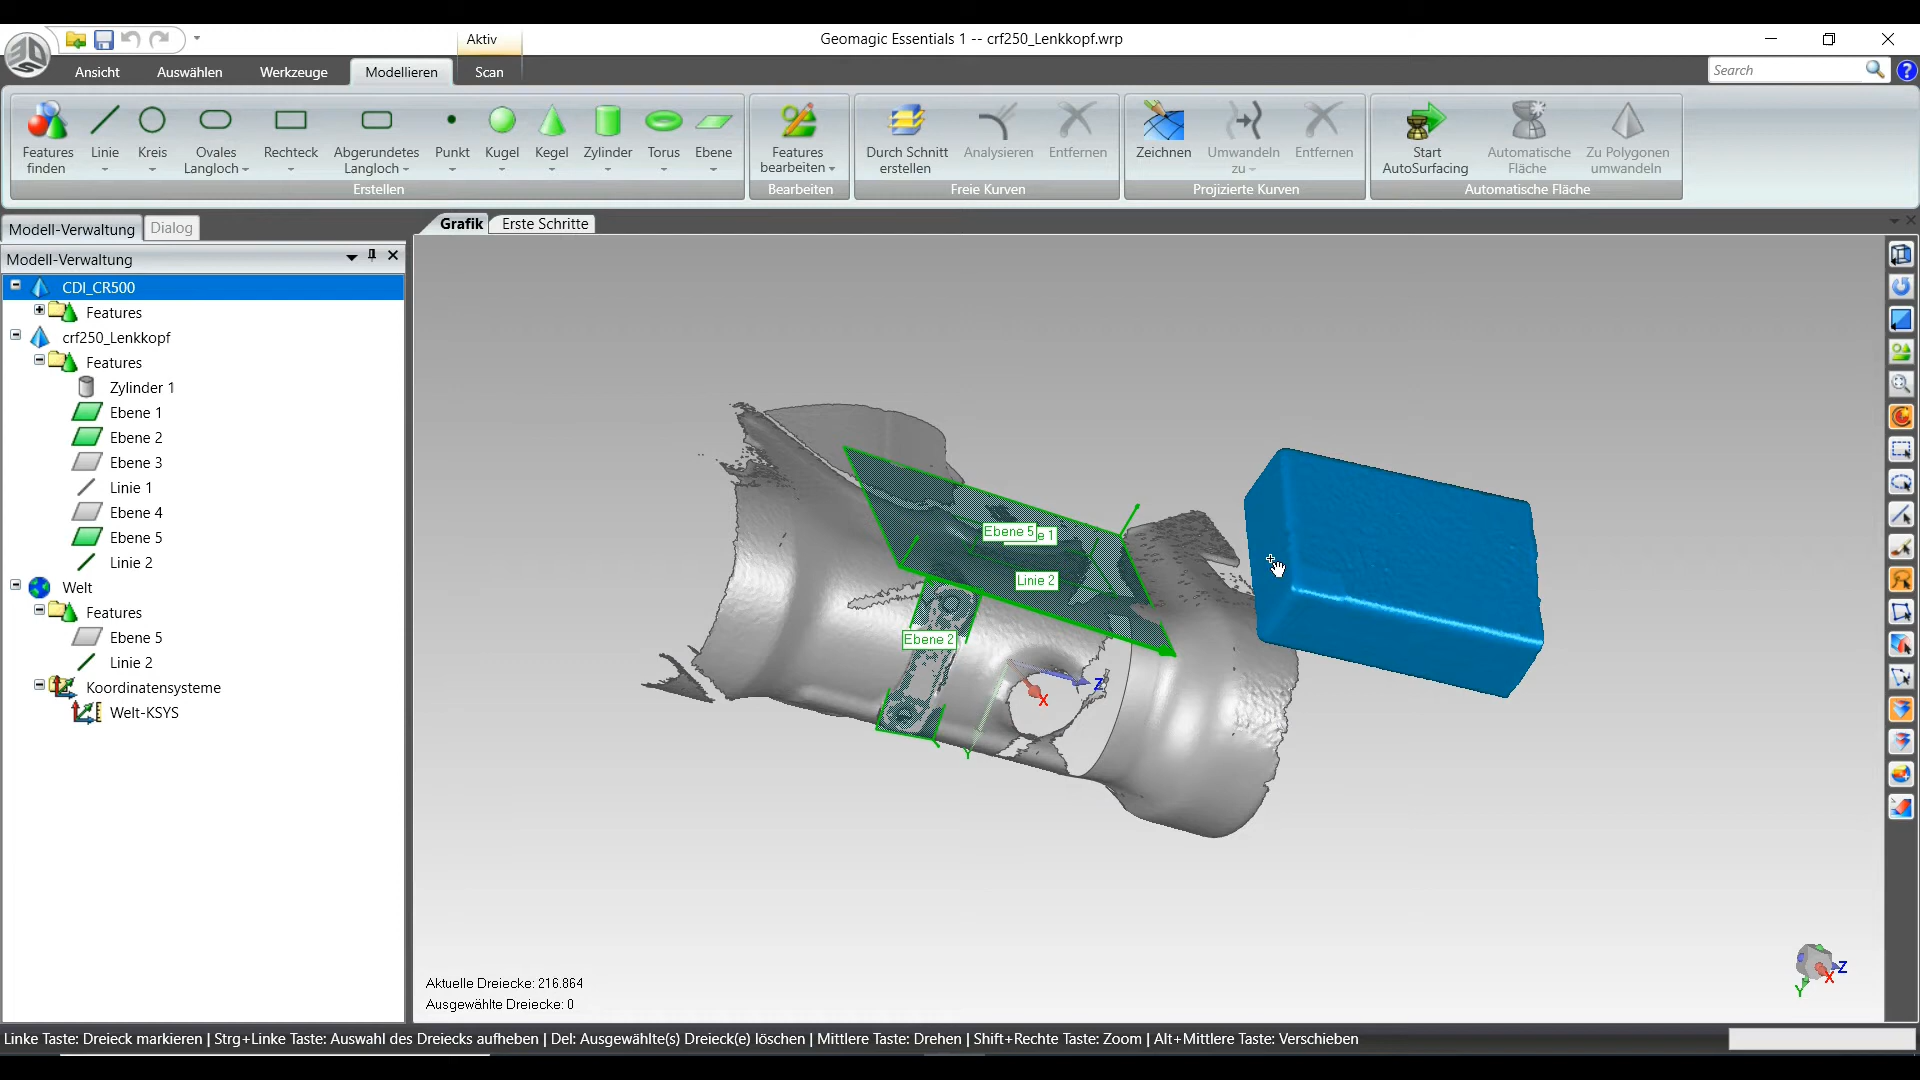 Aktiv
Geomagic Essentials 1 -- crf250_Lenkkopf.wrp
Ansicht
Auswählen
Werkzeuge
Modellieren
Scan
Search
Features finden
Linie
Kreis
Ovales Langloch
Rechteck
Abgerundetes Langloch
Punkt
Kugel
Kegel
Zylinder
Torus
Ebene
Erstellen
Features bearbeiten
Bearbeiten
Durch Schnitt erstellen
Analysieren
Entfernen
Freie Kurven
Zeichnen
Umwandeln zu
Entfernen
Projizierte Kurven
Start AutoSurfacing
Automatische Fläche
Zu Polygonen umwandeln
Automatische Fläche
Modell-Verwaltung
Dialog
Grafik
Erste Schritte
Modell-Verwaltung
CDI_CR500
Features
crf250_Lenkkopf
Features
Zylinder 1
Ebene 1
Ebene 2
Ebene 3
Linie 1
Ebene 4
Ebene 5
Linie 2
Welt
Features
Ebene 5
Linie 2
Koordinatensysteme
Welt-KSYS
Ebene 5
e 1
Linie 2
Ebene 2
Z
X
Y
Z
X
Y
Aktuelle Dreiecke: 216.864
Ausgewählte Dreiecke: 0
Linke Taste: Dreieck markieren | Strg+Linke Taste: Auswahl des Dreiecks aufheben | Del: Ausgewählte(s) Dreieck(e) löschen | Mittlere Taste: Drehen | Shift+Rechte Taste: Zoom | Alt+Mittlere Taste: Verschieben